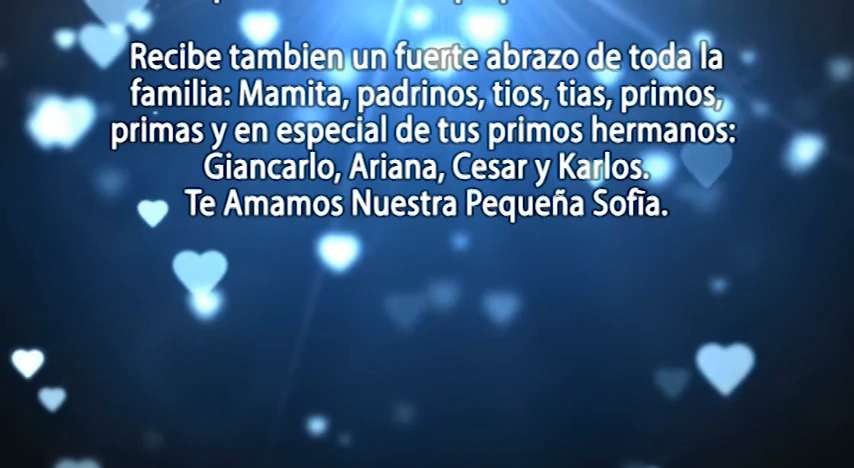 Recibe tambien un fuerte abrazo de toda la
familia: Mamita, padrinos, tios, tias, primos,
primas y en especial de tus primos hermanos:
Giancarlo, Ariana, Cesar y Karlos.
Te Amamos Nuestra Pequeña Sofia.